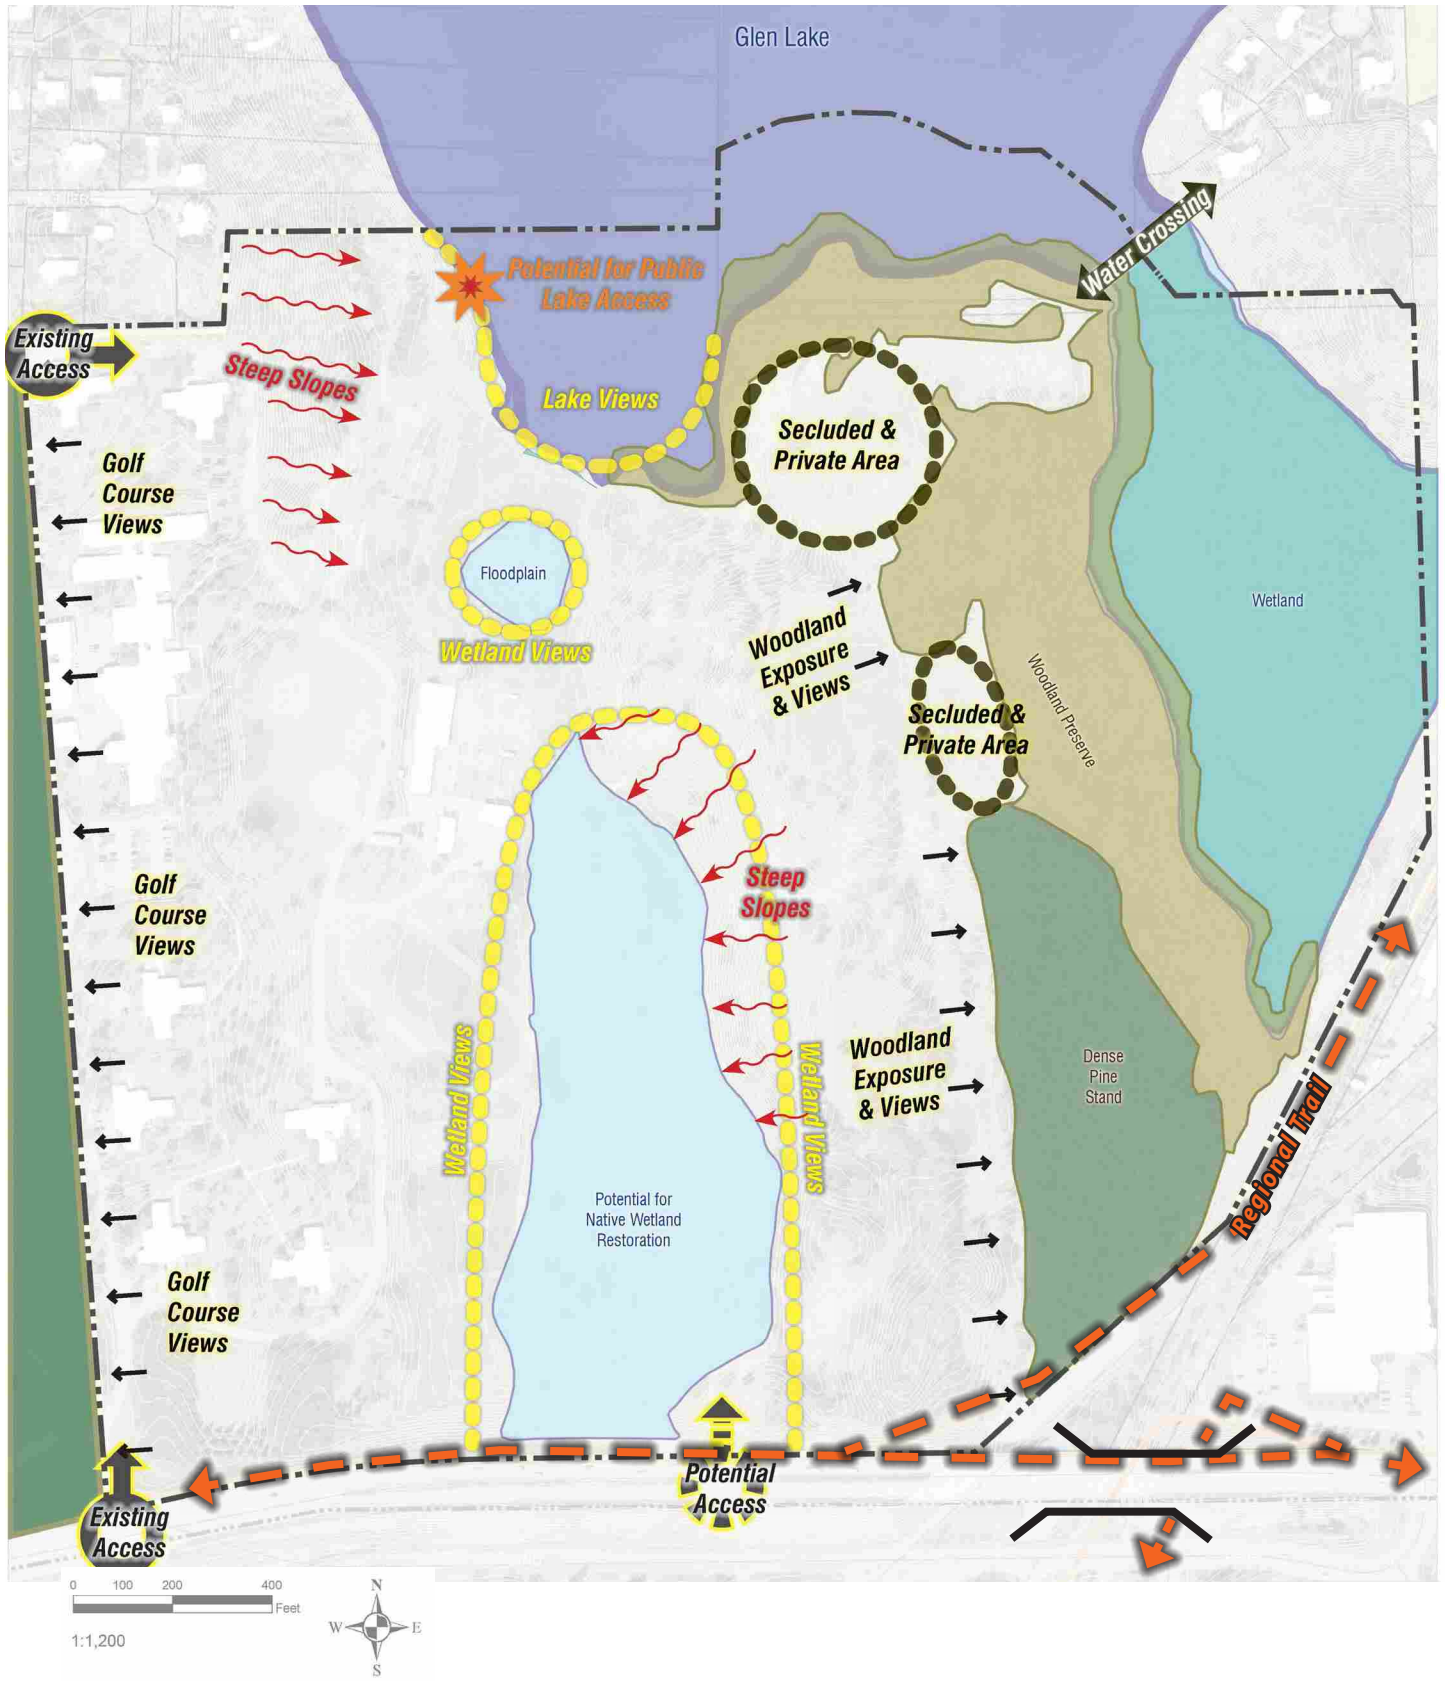 Glen Lake
Water Crossing
Potential for Public
Lake Access
Existing
Access
Steep Slopes
Lake Views
Secluded &
Private Area
Golf
Course
Views
Floodplain
Wetland Views
Wetland
Woodland
Exposure
& Views
Secluded &
Private Area
Woodland Preserve
Steep
Slopes
Golf
Course
Views
Wetland Views
Wetland Views
Woodland
Exposure
& Views
Dense
Pine
Stand
Regional Trail
Potential for
Native Wetland
Restoration
Golf
Course
Views
Potential
Access
Existing
Access
0 100 200 400
Feet
1:1,200
N
W E
S